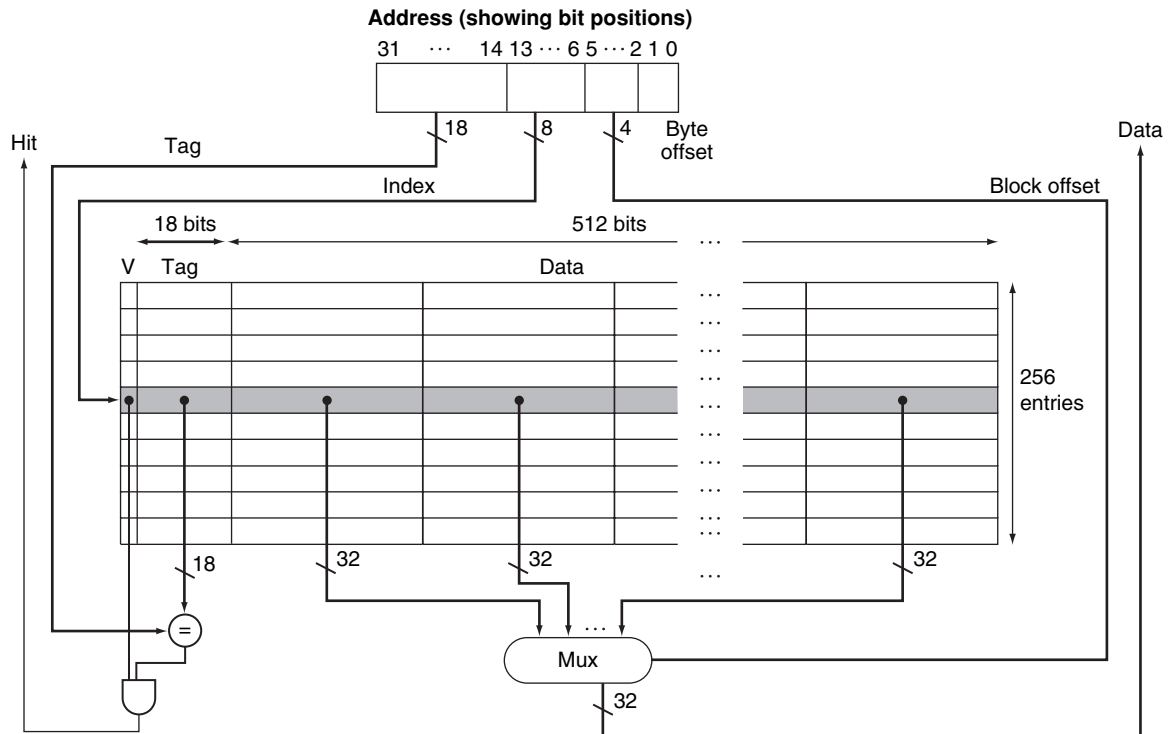 Address (showing bit positions)
31 ... 14 13 ... 6 5 ... 2 1 0
18 8 4 Byte offset
Hit
Tag
Data
Index
Block offset
18 bits
512 bits
...
V Tag Data
...
...
...
...
...
256 entries
...
...
...
...
...
18 32 32 ... 32
=
...
Mux
32